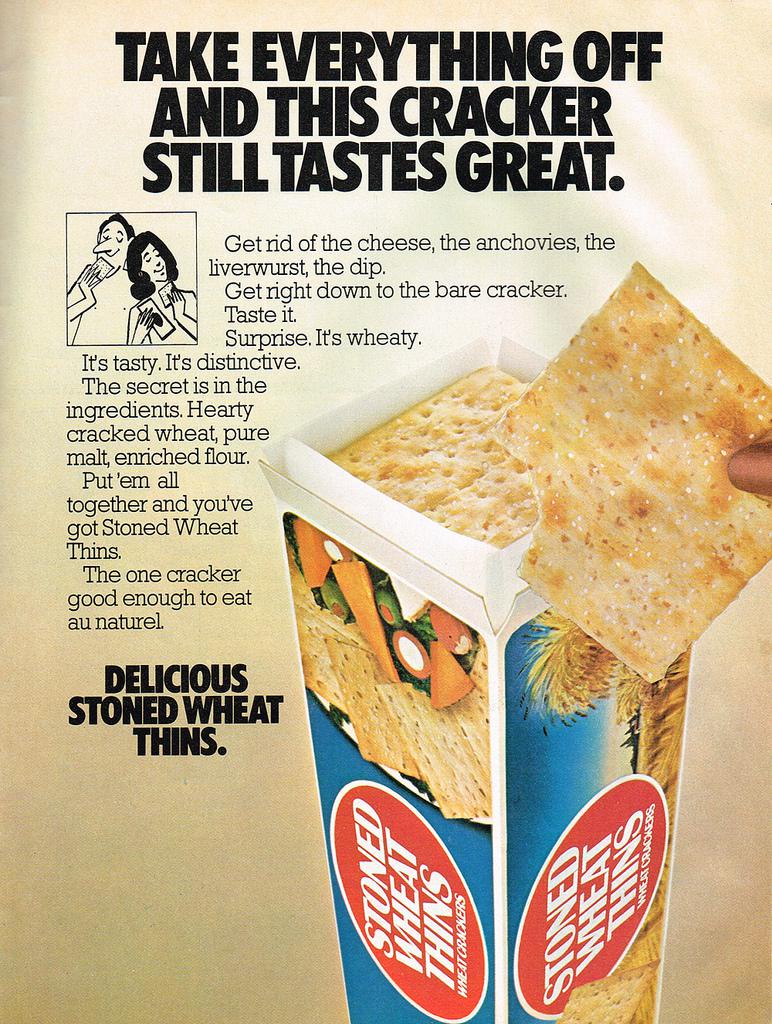 TAKE EVERYTHING OFF
AND THIS CRACKER
STILL TASTES GREAT.
Get rid of the cheese, the anchovies, the
liverwurst, the dip.
Get right down to the bare cracker.
Taste it.
Surprise. It's wheaty.
It's tasty. It's distinctive.
The secret is in the
ingredients. Hearty
cracked wheat, pure
malt, enriched flour.
Put 'em all
together and you've
got Stoned Wheat
Thins.
The one cracker
good enough to eat
au naturel.
DELICIOUS
STONED WHEAT
THINS.
STONED
WHEAT
THINS
WHEAT CRACKERS
STONED
WHEAT
THINS
WHEAT CRACKERS